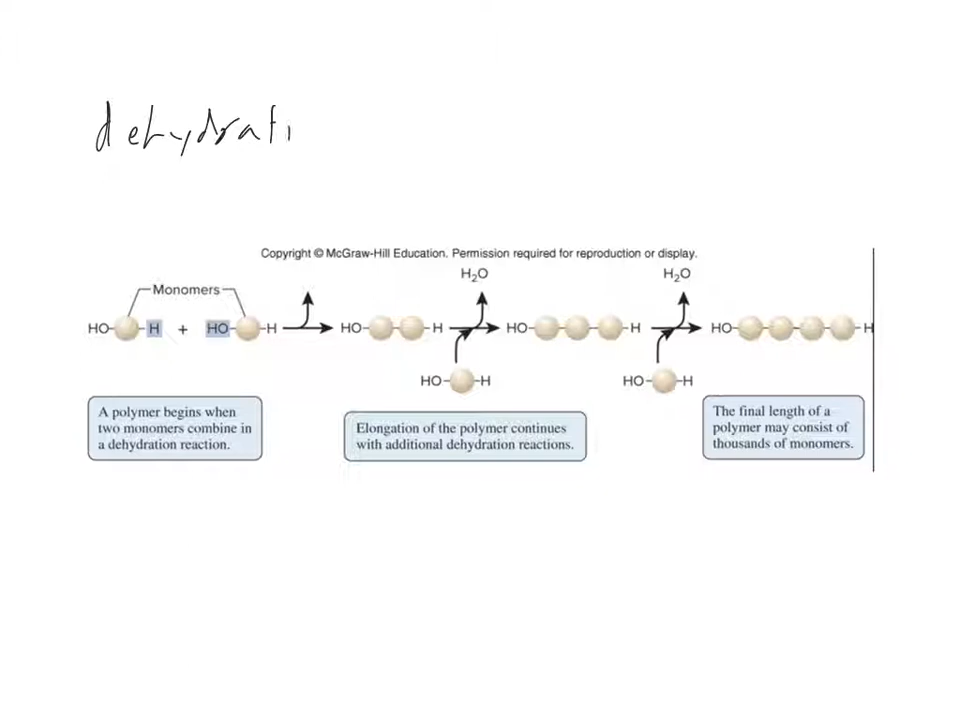 dehydrati
Copyright © McGraw-Hill Education. Permission required for reproduction or display.
H₂O
H₂O
Monomers
HO H + HO H
HO H
HO H
HO H
HO H
HO H
A polymer begins when
two monomers combine in
a dehydration reaction.
Elongation of the polymer continues
with additional dehydration reactions.
The final length of a
polymer may consist of
thousands of monomers.